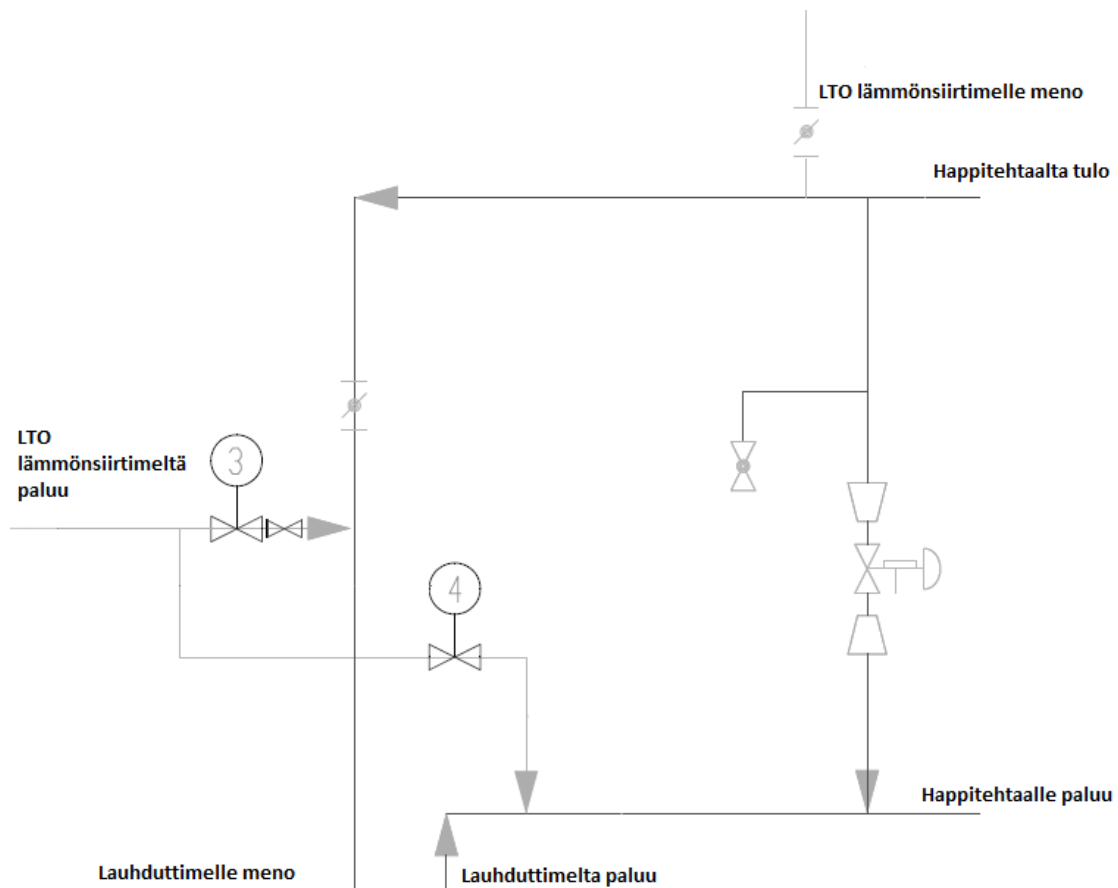 LTO lämmönsiirtimelle meno
Happitehtaalta tulo
LTO
lämmönsiirtimeltä
paluu
3
4
Happitehtaalle paluu
Lauhduttimelle meno
Lauhduttimelta paluu